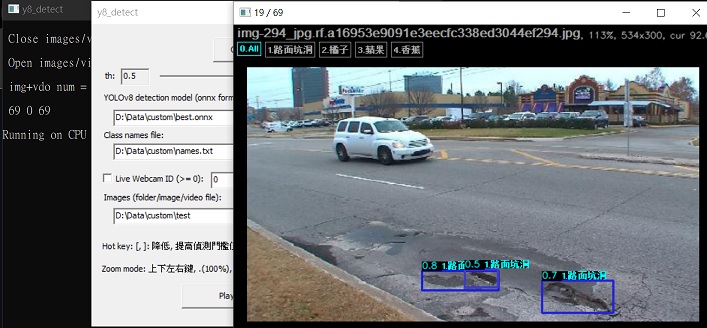 y8_detect
Close images/v
Open images/vi
img+vdo num =
69 0 69
Running on CPU
y8_detect
th: 0.5
YOLOv8 detection model (onnx form
D:\Data\custom\best.onnx
Class names file:
D:\Data\custom\names.txt
Live Webcam ID (>= 0): 0
Images (folder/image/video file):
D:\Data\custom\test
Hot key: [, ]: 降低, 提高偵測門檻(
Zoom mode: 上下左右鍵, .(100%),
Play
19 / 69
img-294_jpg.rf.a16953e9091e3eecfc338ed3044ef294.jpg, 113%, 534x300, cur 92.
0.All 1.路面坑洞 2.橘子 3.蘋果 4.香蕉
0.8 1.路面
0.5 1.路面坑洞
0.7 1.路面坑洞